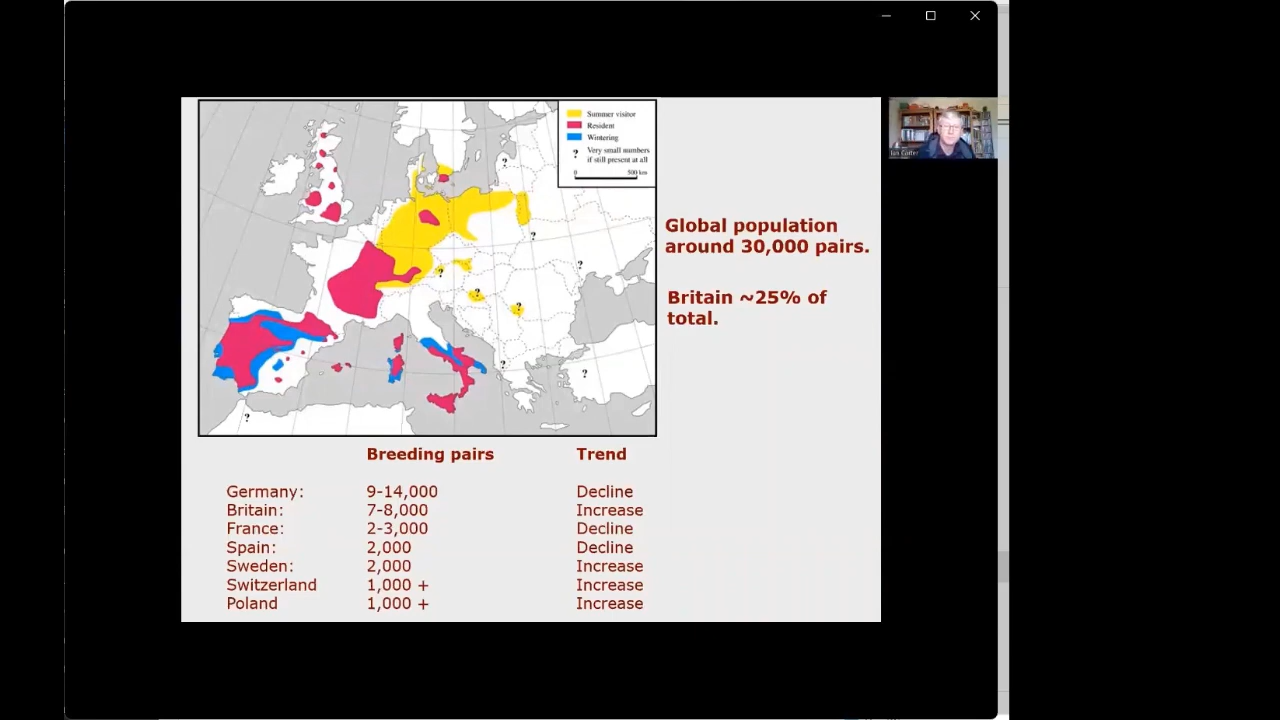 Summer visitor
Resident
Wintering
? Very small numbers
if still present at all
0 500 km
?
?
?
?
?
?
?
?
?
Global population
around 30,000 pairs.
Britain ~25% of
total.
Ian Carter
Breeding pairs Trend
Germany: 9-14,000 Decline
Britain: 7-8,000 Increase
France: 2-3,000 Decline
Spain: 2,000 Decline
Sweden: 2,000 Increase
Switzerland 1,000 + Increase
Poland 1,000 + Increase